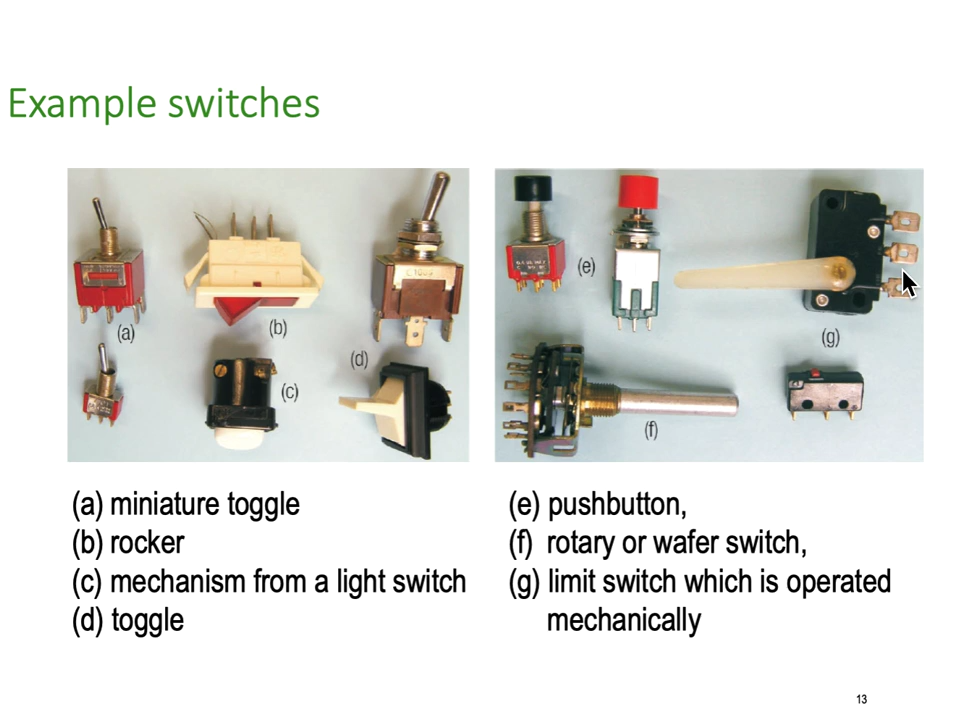 Example switches
(a)
(b)
(c)
(d)
(e)
(f)
(g)
(a) miniature toggle
(b) rocker
(c) mechanism from a light switch
(d) toggle
(e) pushbutton,
(f) rotary or wafer switch,
(g) limit switch which is operated
mechanically
13